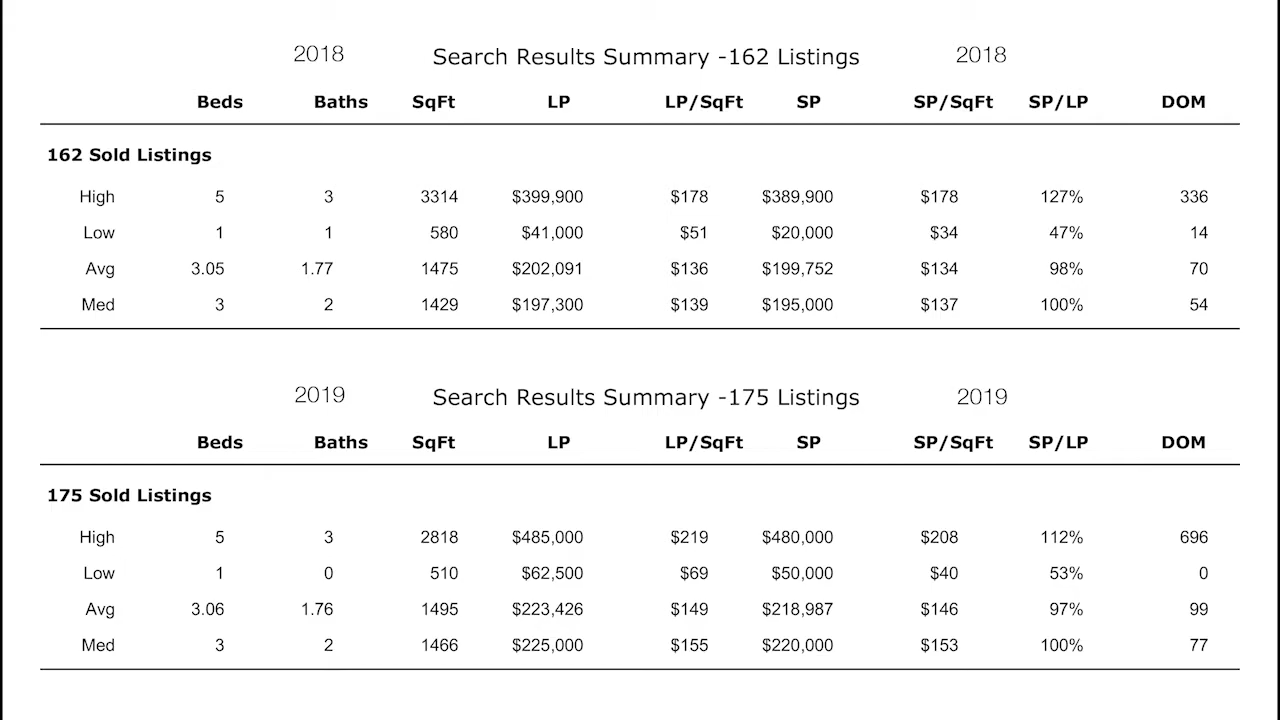 2018 Search Results Summary -162 Listings 2018
Beds Baths SqFt LP LP/SqFt SP SP/SqFt SP/LP DOM
162 Sold Listings
High 5 3 3314 $399,900 $178 $389,900 $178 127% 336
Low 1 1 580 $41,000 $51 $20,000 $34 47% 14
Avg 3.05 1.77 1475 $202,091 $136 $199,752 $134 98% 70
Med 3 2 1429 $197,300 $139 $195,000 $137 100% 54
2019 Search Results Summary -175 Listings 2019
Beds Baths SqFt LP LP/SqFt SP SP/SqFt SP/LP DOM
175 Sold Listings
High 5 3 2818 $485,000 $219 $480,000 $208 112% 696
Low 1 0 510 $62,500 $69 $50,000 $40 53% 0
Avg 3.06 1.76 1495 $223,426 $149 $218,987 $146 97% 99
Med 3 2 1466 $225,000 $155 $220,000 $153 100% 77